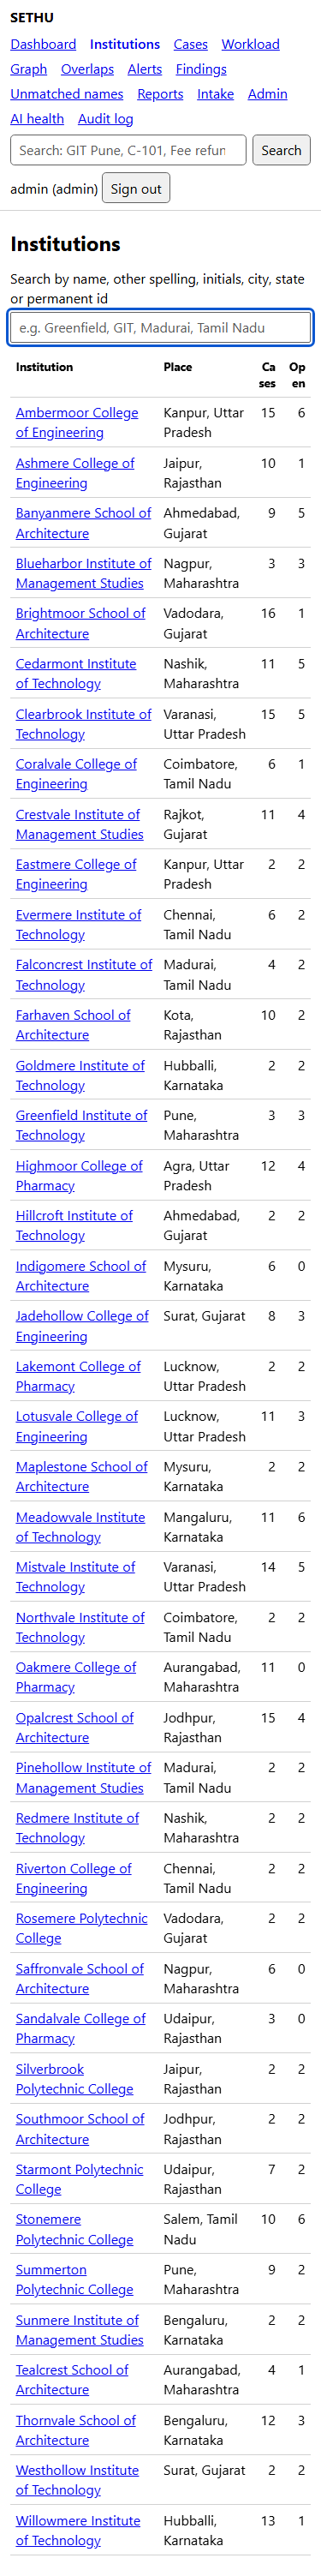 SETHU
Dashboard Institutions Cases Workload
Graph Overlaps Alerts Findings
Unmatched names Reports Intake Admin
AI health Audit log
Search: GIT Pune, C-101, Fee refun Search
admin (admin) Sign out
Institutions
Search by name, other spelling, initials, city, state
or permanent id
e.g. Greenfield, GIT, Madurai, Tamil Nadu
Institution Place Ca Op
ses en
Ambermoor College Kanpur, Uttar 15 6
of Engineering Pradesh
Ashmere College of Jaipur, 10 1
Engineering Rajasthan
Banyanmere School of Ahmedabad, 9 5
Architecture Gujarat
Blueharbor Institute of Nagpur, 3 3
Management Studies Maharashtra
Brightmoor School of Vadodara, 16 1
Architecture Gujarat
Cedarmont Institute Nashik, 11 5
of Technology Maharashtra
Clearbrook Institute of Varanasi, 15 5
Technology Uttar Pradesh
Coralvale College of Coimbatore, 6 1
Engineering Tamil Nadu
Crestvale Institute of Rajkot, 11 4
Management Studies Gujarat
Eastmere College of Kanpur, Uttar 2 2
Engineering Pradesh
Evermere Institute of Chennai, 6 2
Technology Tamil Nadu
Falconcrest Institute of Madurai, 4 2
Technology Tamil Nadu
Farhaven School of Kota, 10 2
Architecture Rajasthan
Goldmere Institute of Hubballi, 2 2
Technology Karnataka
Greenfield Institute of Pune, 3 3
Technology Maharashtra
Highmoor College of Agra, Uttar 12 4
Pharmacy Pradesh
Hillcroft Institute of Ahmedabad, 2 2
Technology Gujarat
Indigomere School of Mysuru, 6 0
Architecture Karnataka
Jadehollow College of Surat, Gujarat 8 3
Engineering
Lakemont College of Lucknow, 2 2
Pharmacy Uttar Pradesh
Lotusvale College of Lucknow, 11 3
Engineering Uttar Pradesh
Maplestone School of Mysuru, 2 2
Architecture Karnataka
Meadowvale Institute Mangaluru, 11 6
of Technology Karnataka
Mistvale Institute of Varanasi, 14 5
Technology Uttar Pradesh
Northvale Institute of Coimbatore, 2 2
Technology Tamil Nadu
Oakmere College of Aurangabad, 11 0
Pharmacy Maharashtra
Opalcrest School of Jodhpur, 15 4
Architecture Rajasthan
Pinehollow Institute of Madurai, 2 2
Management Studies Tamil Nadu
Redmere Institute of Nashik, 2 2
Technology Maharashtra
Riverton College of Chennai, 2 2
Engineering Tamil Nadu
Rosemere Polytechnic Vadodara, 2 2
College Gujarat
Saffronvale School of Nagpur, 6 0
Architecture Maharashtra
Sandalvale College of Udaipur, 3 0
Pharmacy Rajasthan
Silverbrook Jaipur, 2 2
Polytechnic College Rajasthan
Southmoor School of Jodhpur, 2 2
Architecture Rajasthan
Starmont Polytechnic Udaipur, 7 2
College Rajasthan
Stonemere Salem, Tamil 10 6
Polytechnic College Nadu
Summerton Pune, 9 2
Polytechnic College Maharashtra
Sunmere Institute of Bengaluru, 2 2
Management Studies Karnataka
Tealcrest School of Aurangabad, 4 1
Architecture Maharashtra
Thornvale School of Bengaluru, 12 3
Architecture Karnataka
Westhollow Institute Surat, Gujarat 2 2
of Technology
Willowmere Institute Hubballi, 13 1
of Technology Karnataka